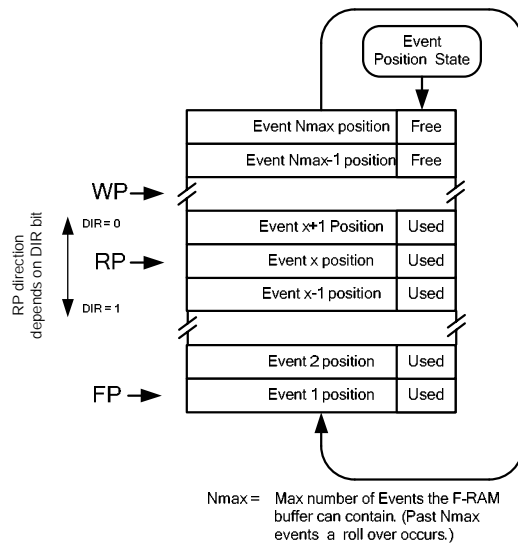 Event
Position State
Event Nmax position Free
Event Nmax-1 position Free
WP
DIR = 0
Event x+1 Position Used
RP direction
depends on DIR bit
RP
Event x position Used
Event x-1 position Used
DIR = 1
Event 2 position Used
FP
Event 1 position Used
Nmax = Max number of Events the F-RAM
buffer can contain. (Past Nmax
events a roll over occurs.)